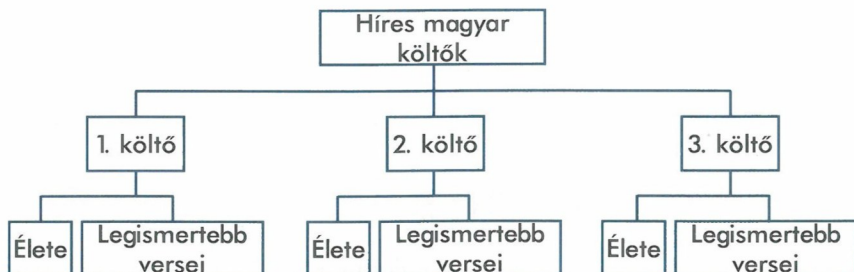 Híres magyar
költők
1. költő
2. költő
3. költő
Élete
Legismertebb
versei
Élete
Legismertebb
versei
Élete
Legismertebb
versei